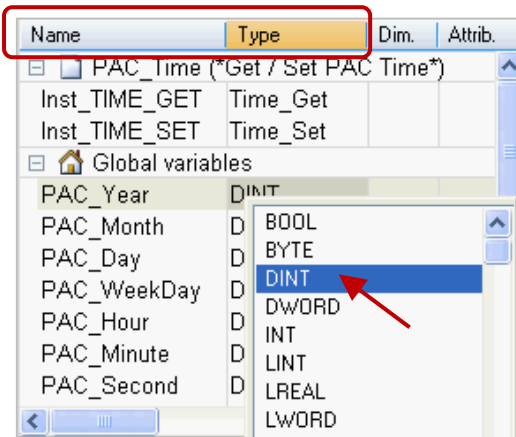 Name Type Dim. Attrib.
PAC_Time (*Get / Set PAC Time*)
Inst_TIME_GET Time_Get
Inst_TIME_SET Time_Set
Global variables
PAC_Year DINT
PAC_Month D
PAC_Day D
PAC_WeekDay D
PAC_Hour D
PAC_Minute D
PAC_Second D
BOOL
BYTE
DINT
DWORD
INT
LINT
LREAL
LWORD